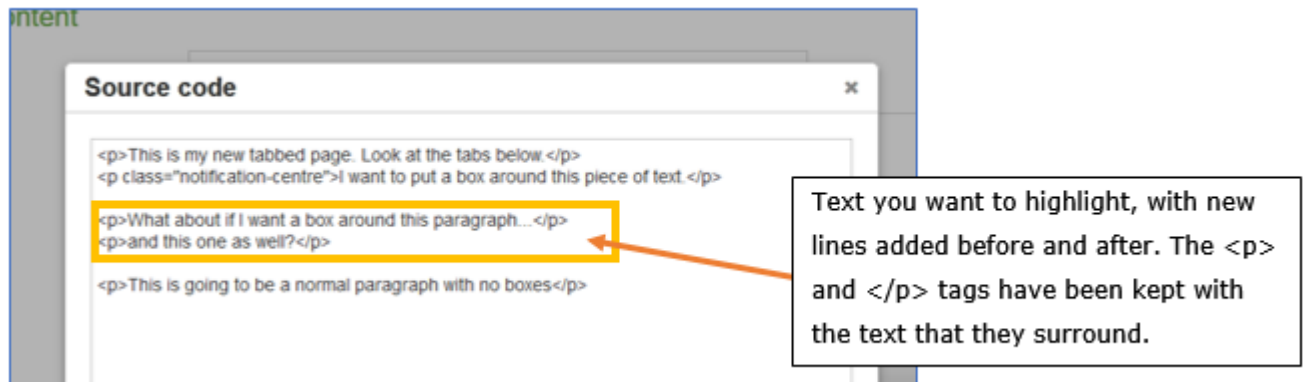 ontent
Source code ×
<p>This is my new tabbed page. Look at the tabs below.</p>
<p class="notification-centre">I want to put a box around this piece of text.</p>
<p>What about if I want a box around this paragraph...</p>
<p>and this one as well?</p>
<p>This is going to be a normal paragraph with no boxes</p>
Text you want to highlight, with new
lines added before and after. The <p>
and </p> tags have been kept with
the text that they surround.